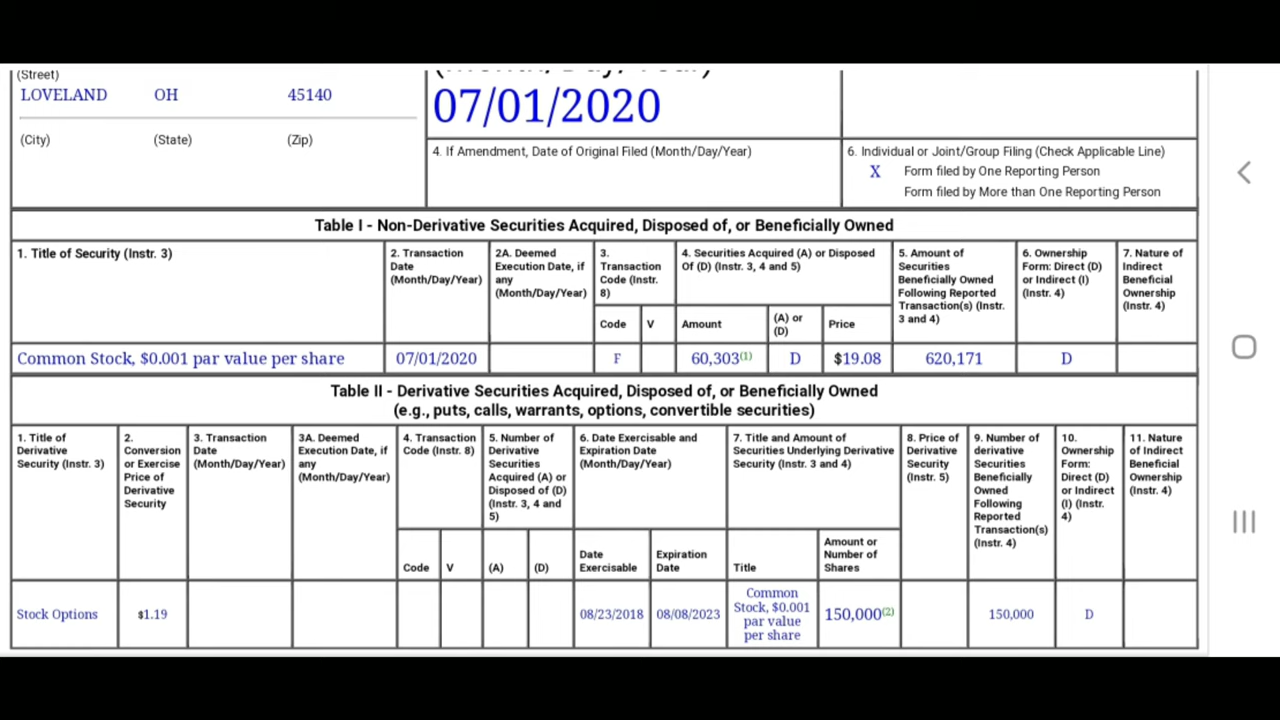 (Street)
LOVELAND OH 45140
(City) (State) (Zip)
(Month/Day/Year)
07/01/2020
4. If Amendment, Date of Original Filed (Month/Day/Year)
6. Individual or Joint/Group Filing (Check Applicable Line)
X Form filed by One Reporting Person
Form filed by More than One Reporting Person
Table I - Non-Derivative Securities Acquired, Disposed of, or Beneficially Owned
1. Title of Security (Instr. 3)
2. Transaction
Date
(Month/Day/Year)
2A. Deemed
Execution Date, if
any
(Month/Day/Year)
3.
Transaction
Code (Instr.
8)
4. Securities Acquired (A) or Disposed
Of (D) (Instr. 3, 4 and 5)
5. Amount of
Securities
Beneficially Owned
Following Reported
Transaction(s) (Instr.
3 and 4)
6. Ownership
Form: Direct (D)
or Indirect (I)
(Instr. 4)
7. Nature of
Indirect
Beneficial
Ownership
(Instr. 4)
Code V Amount (A) or
(D) Price
Common Stock, $0.001 par value per share 07/01/2020 F 60,303(1) D $19.08 620,171 D
Table II - Derivative Securities Acquired, Disposed of, or Beneficially Owned
(e.g., puts, calls, warrants, options, convertible securities)
1. Title of
Derivative
Security (Instr. 3)
2.
Conversion
or Exercise
Price of
Derivative
Security
3. Transaction
Date
(Month/Day/Year)
3A. Deemed
Execution Date, if
any
(Month/Day/Year)
4. Transaction
Code (Instr. 8)
5. Number of
Derivative
Securities
Acquired (A) or
Disposed of (D)
(Instr. 3, 4 and
5)
6. Date Exercisable and
Expiration Date
(Month/Day/Year)
7. Title and Amount of
Securities Underlying Derivative
Security (Instr. 3 and 4)
8. Price of
Derivative
Security
(Instr. 5)
9. Number of
derivative
Securities
Beneficially
Owned
Following
Reported
Transaction(s)
(Instr. 4)
10.
Ownership
Form:
Direct (D)
or Indirect
(I) (Instr.
4)
11. Nature
of Indirect
Beneficial
Ownership
(Instr. 4)
Code V (A) (D)
Date
Exercisable
Expiration
Date
Title
Amount or
Number of
Shares
Stock Options $1.19 08/23/2018 08/08/2023
Common
Stock, $0.001
par value
per share
150,000(2) 150,000 D